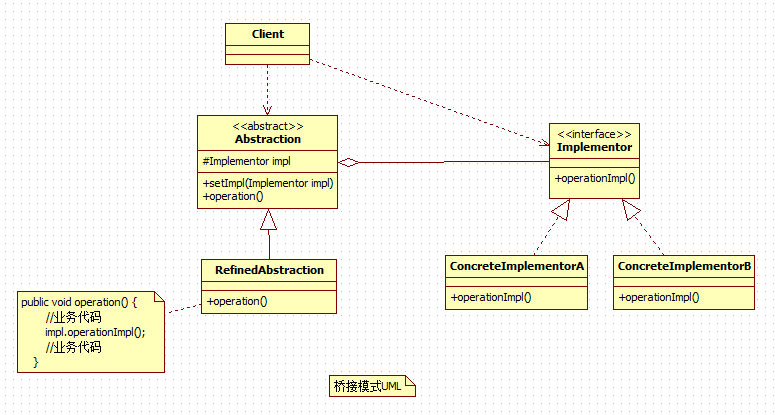 Client
<<abstract>>
Abstraction
#Implementor impl
+setImpl(Implementor impl)
+operation()
<<interface>>
Implementor
+operationImpl()
RefinedAbstraction
+operation()
ConcreteImplementorA
+operationImpl()
ConcreteImplementorB
+operationImpl()
public void operation() {
//业务代码
impl.operationImpl();
//业务代码
}
桥接模式UML